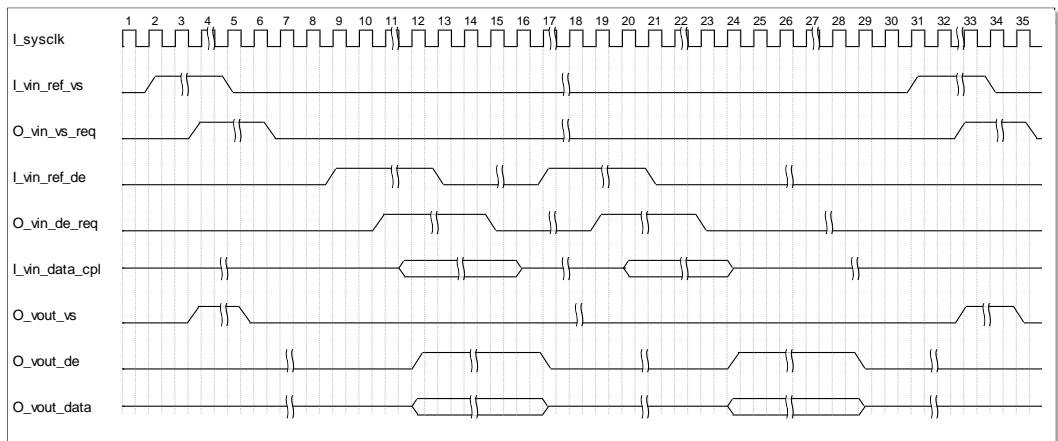 1 2 3 4 5 6 7 8 9 10 11 12 13 14 15 16 17 18 19 20 21 22 23 24 25 26 27 28 29 30 31 32 33 34 35
I_sysclk
I_vin_ref_vs
O_vin_vs_req
I_vin_ref_de
O_vin_de_req
I_vin_data_cpl
O_vout_vs
O_vout_de
O_vout_data